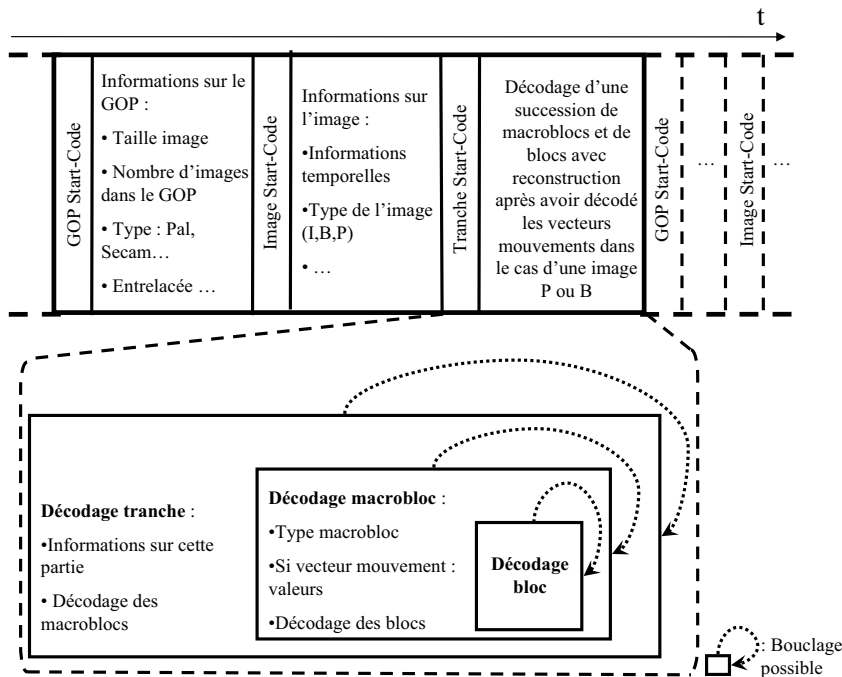 t
GOP Start-Code
Informations sur le
GOP :
• Taille image
• Nombre d'images
dans le GOP
• Type : Pal,
Secam…
• Entrelacée …
Image Start-Code
Informations sur
l'image :
•Informations
temporelles
•Type de l'image
(I,B,P)
• …
Tranche Start-Code
Décodage d'une
succession de
macroblocs et de
blocs avec
reconstruction
après avoir décodé
les vecteurs
mouvements dans
le cas d'une image
P ou B
GOP Start-Code
…
Image Start-Code
…
Décodage tranche :
•Informations sur cette
partie
• Décodage des
macroblocs
Décodage macrobloc :
•Type macrobloc
•Si vecteur mouvement :
valeurs
•Décodage des blocs
Décodage
bloc
: Bouclage
possible